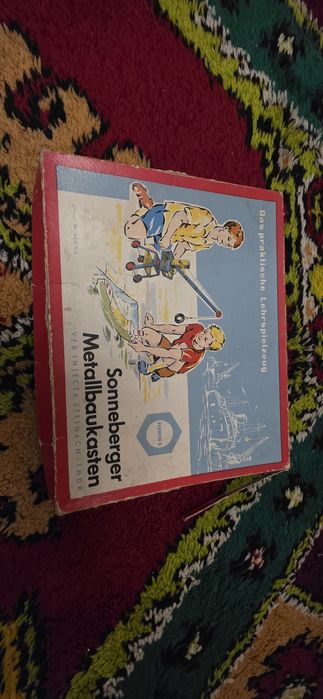 Das praktische Lehrspielzeug
Sonneberger
Metallbaukasten
VEB INJECTA STEINACH / THÜR